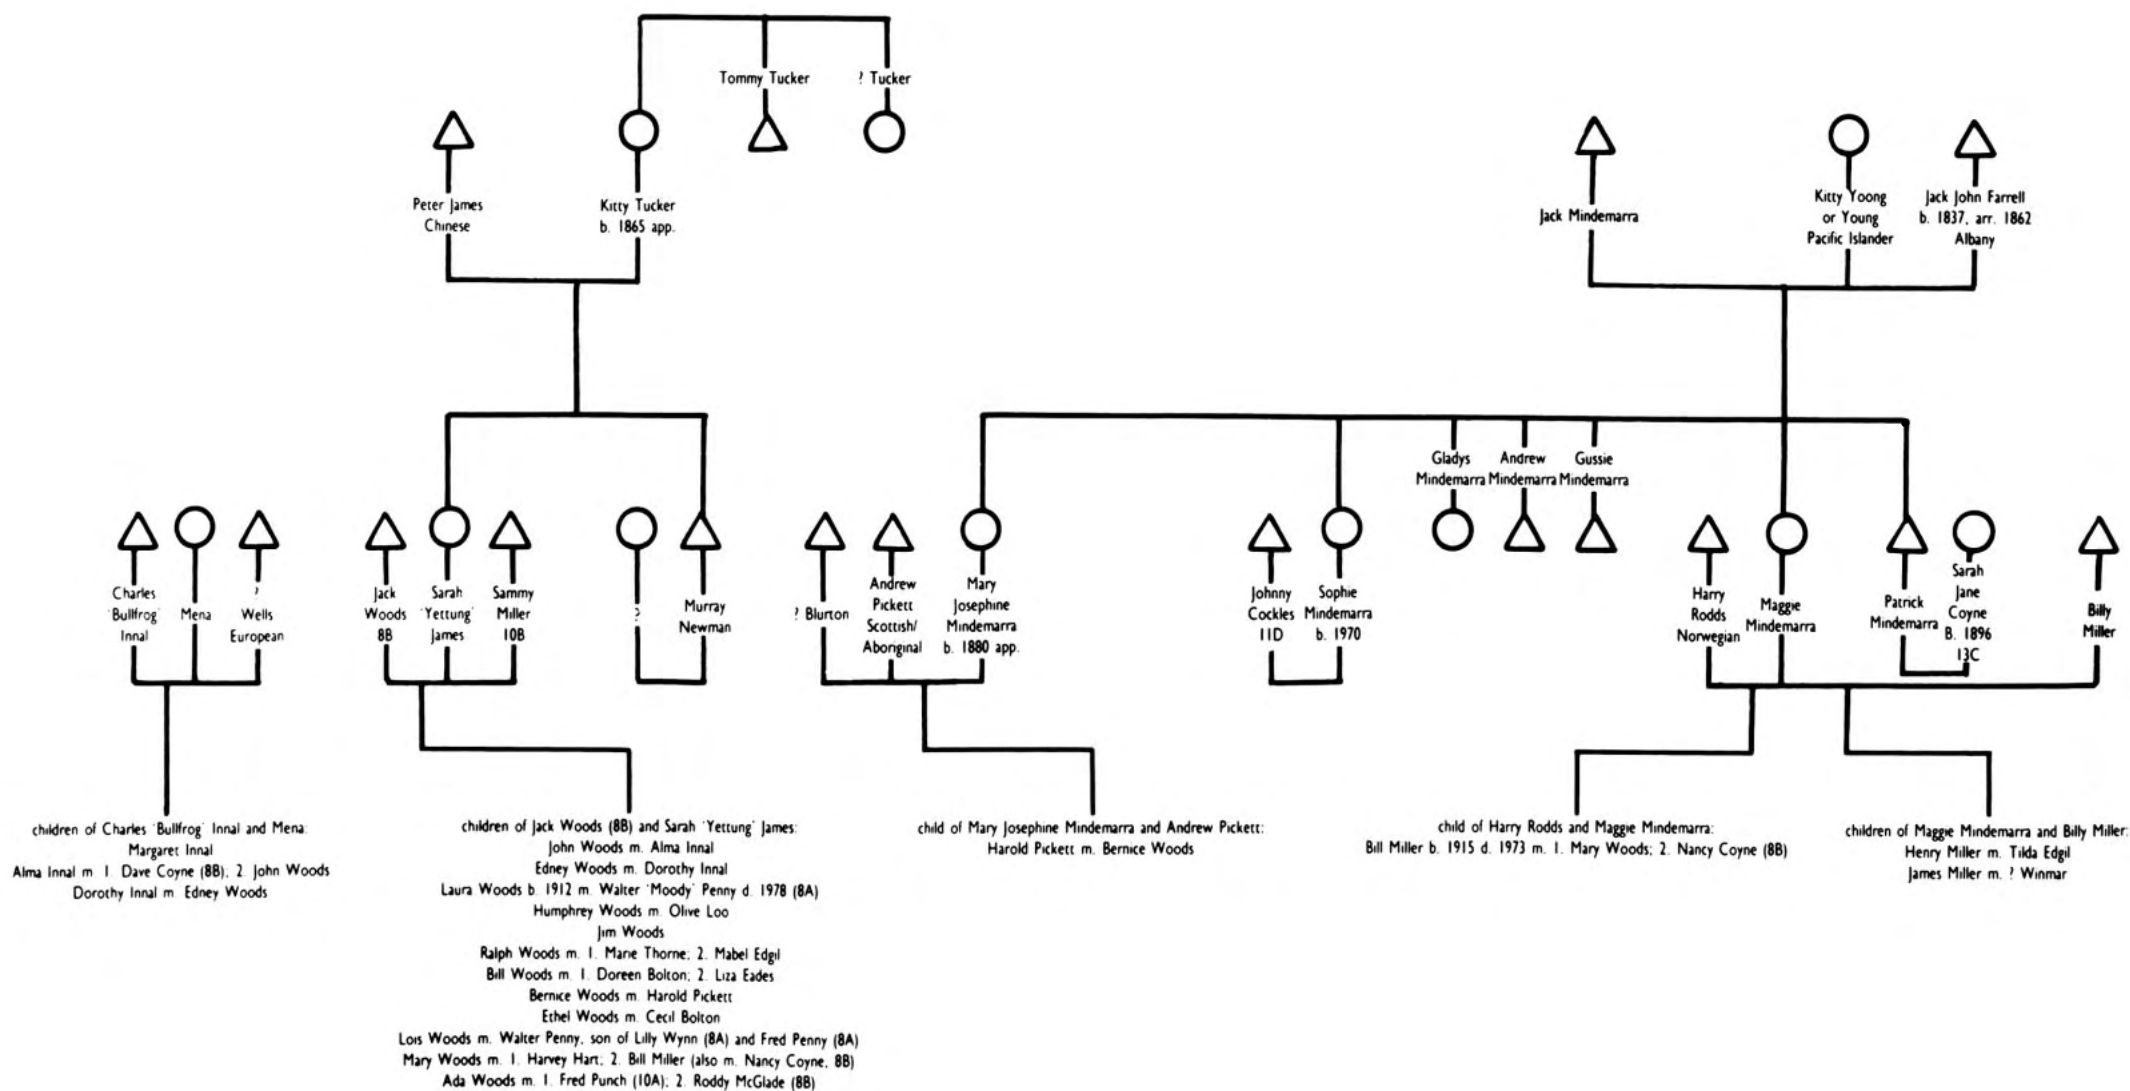 Tommy Tucker
? Tucker
Peter James
Chinese
Kitty Tucker
b. 1865 app.
Jack Mindemarra
Kitty Yoong
or Young
Pacific Islander
Jack John Farrell
b. 1837, arr. 1862
Albany
Gladys
Mindemarra
Andrew
Mindemarra
Gussie
Mindemarra
Charles
'Bullfrog'
Innal
Mena
?
Wells
European
Jack
Woods
8B
Sarah
'Yettung'
James
Sammy
Miller
10B
?
Murray
Newman
? Blurton
Andrew
Pickett
Scottish/
Aboriginal
Mary
Josephine
Mindemarra
b. 1880 app.
Johnny
Cockles
11D
Sophie
Mindemarra
b. 1970
Harry
Rodds
Norwegian
Maggie
Mindemarra
Patrick
Mindemarra
Sarah
Jane
Coyne
B. 1896
13C
Billy
Miller
children of Charles 'Bullfrog' Innal and Mena:
Margaret Innal
Alma Innal m. 1. Dave Coyne (8B); 2. John Woods
Dorothy Innal m. Edney Woods
children of Jack Woods (8B) and Sarah 'Yettung' James:
John Woods m. Alma Innal
Edney Woods m. Dorothy Innal
Laura Woods b. 1912 m. Walter 'Moody' Penny d. 1978 (8A)
Humphrey Woods m. Olive Loo
Jim Woods
Ralph Woods m. 1. Marie Thorne; 2. Mabel Edgil
Bill Woods m. 1. Doreen Bolton; 2. Liza Eades
Bernice Woods m. Harold Pickett
Ethel Woods m. Cecil Bolton
Lois Woods m. Walter Penny, son of Lilly Wynn (8A) and Fred Penny (8A)
Mary Woods m. 1. Harvey Hart; 2. Bill Miller (also m. Nancy Coyne, 8B)
Ada Woods m. 1. Fred Punch (10A); 2. Roddy McGlade (8B)
child of Mary Josephine Mindemarra and Andrew Pickett:
Harold Pickett m. Bernice Woods
child of Harry Rodds and Maggie Mindemarra:
Bill Miller b. 1915 d. 1973 m. 1. Mary Woods; 2. Nancy Coyne (8B)
children of Maggie Mindemarra and Billy Miller:
Henry Miller m. Tilda Edgil
James Miller m. ? Winmar